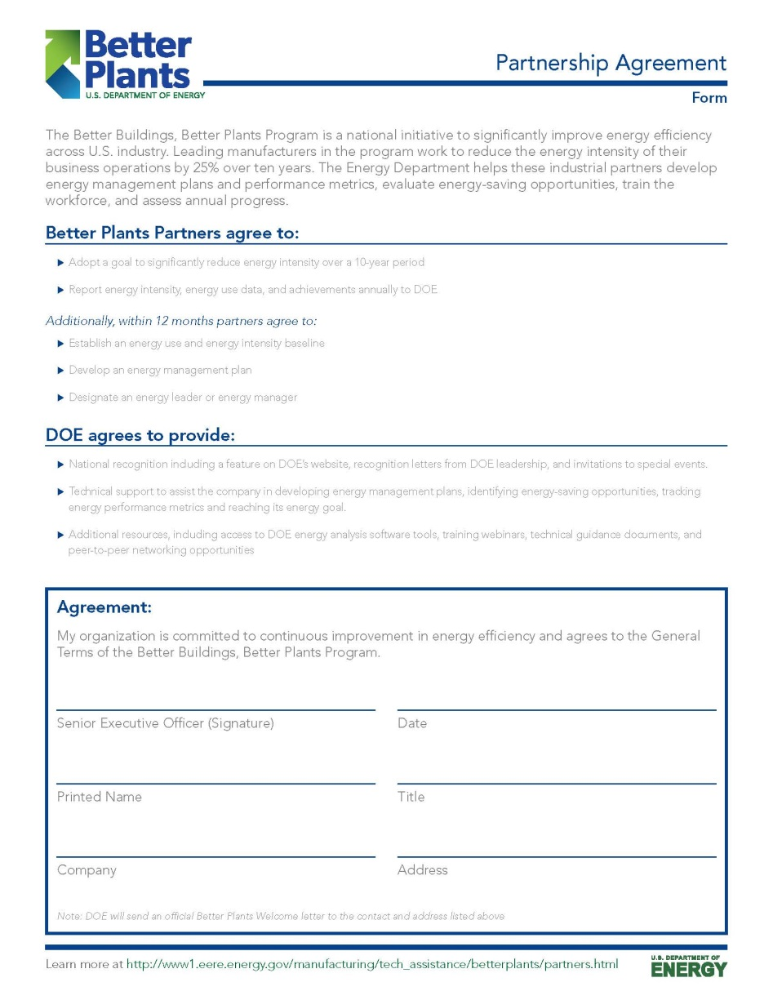 Better
Plants
U.S. DEPARTMENT OF ENERGY
Partnership Agreement
Form
The Better Buildings, Better Plants Program is a national initiative to significantly improve energy efficiency
across U.S. industry. Leading manufacturers in the program work to reduce the energy intensity of their
business operations by 25% over ten years. The Energy Department helps these industrial partners develop
energy management plans and performance metrics, evaluate energy-saving opportunities, train the
workforce, and assess annual progress.
Better Plants Partners agree to:
▶ Adopt a goal to significantly reduce energy intensity over a 10-year period
▶ Report energy intensity, energy use data, and achievements annually to DOE
Additionally, within 12 months partners agree to:
▶ Establish an energy use and energy intensity baseline
▶ Develop an energy management plan
▶ Designate an energy leader or energy manager
DOE agrees to provide:
▶ National recognition including a feature on DOE's website, recognition letters from DOE leadership, and invitations to special events.
▶ Technical support to assist the company in developing energy management plans, identifying energy-saving opportunities, tracking
energy performance metrics and reaching its energy goal.
▶ Additional resources, including access to DOE energy analysis software tools, training webinars, technical guidance documents, and
peer-to-peer networking opportunities
Agreement:
My organization is committed to continuous improvement in energy efficiency and agrees to the General
Terms of the Better Buildings, Better Plants Program.
Senior Executive Officer (Signature)
Date
Printed Name
Title
Company
Address
Note: DOE will send an official Better Plants Welcome letter to the contact and address listed above
Learn more at http://www1.eere.energy.gov/manufacturing/tech_assistance/betterplants/partners.html
U.S. DEPARTMENT OF
ENERGY